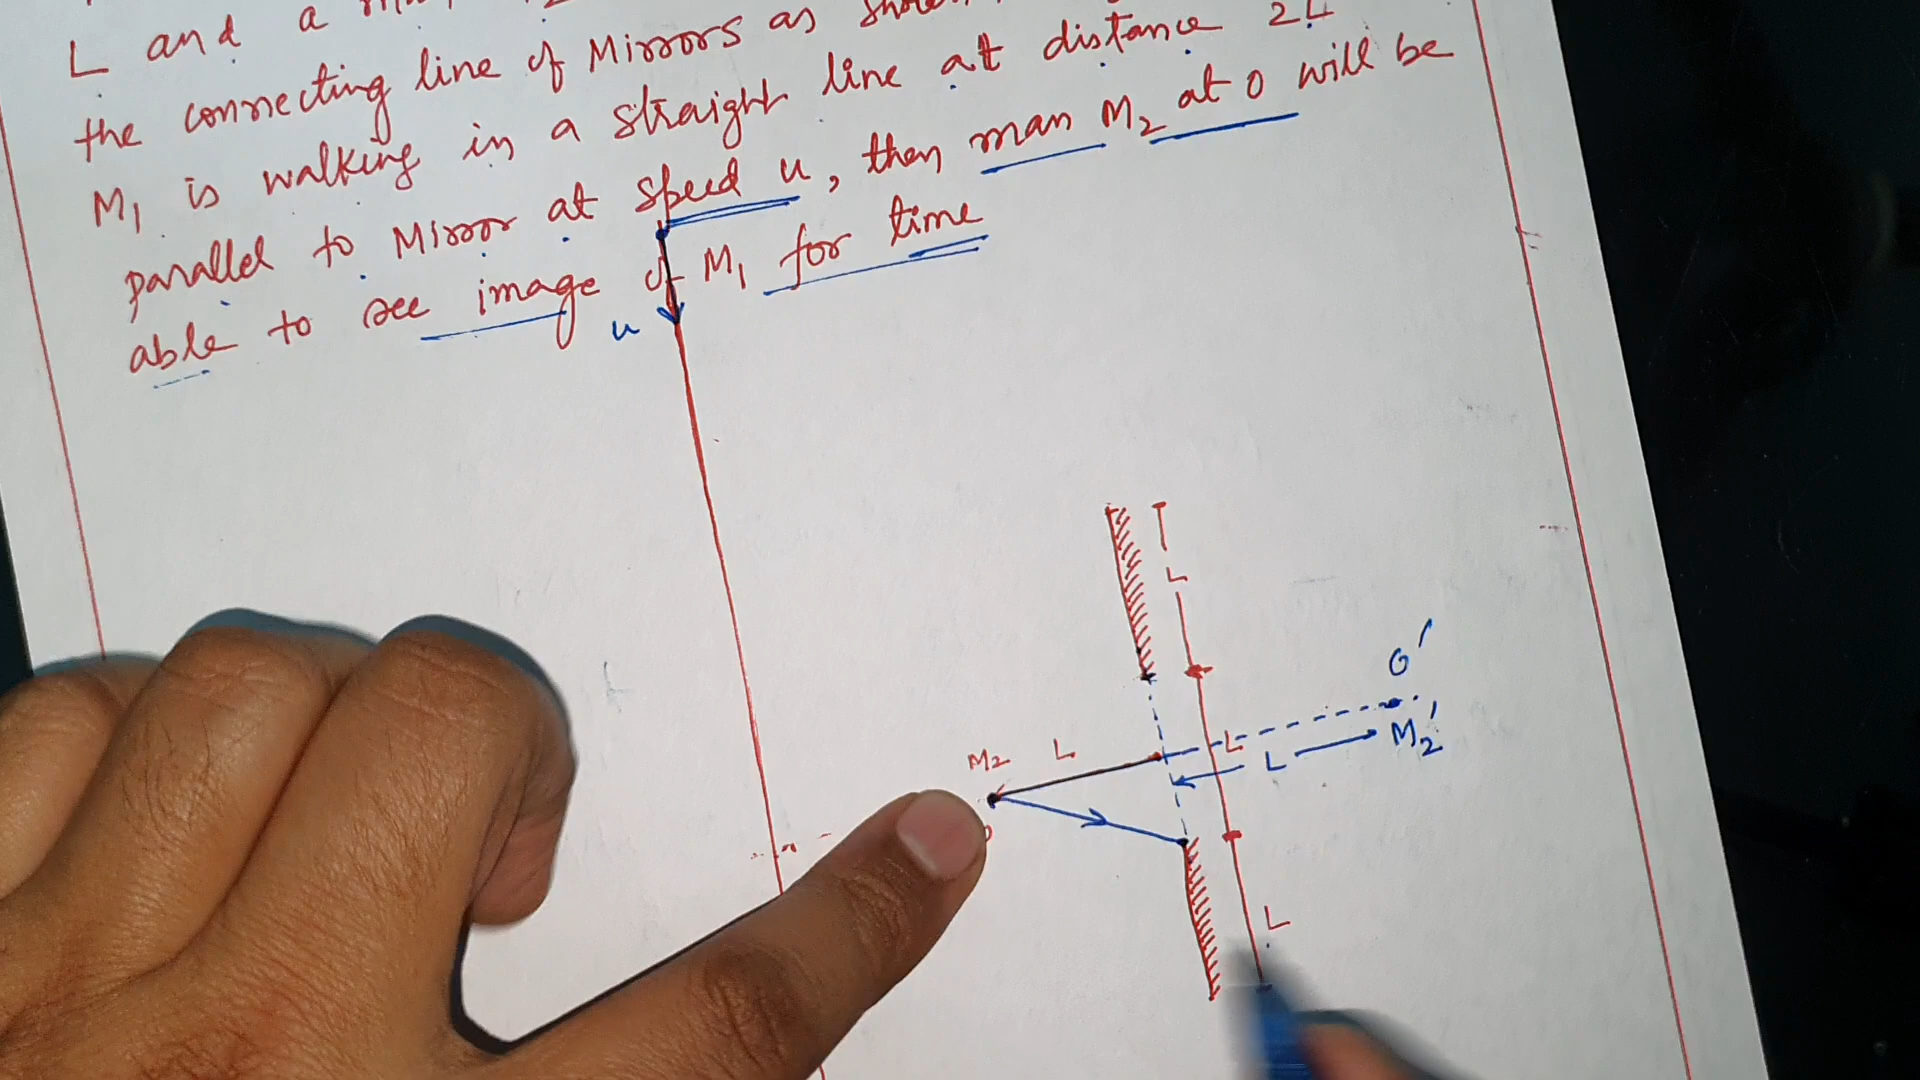 L and a
the connecting line of Mirrors as
M₁ is walking in a straight line at distance 2L
parallel to Mirror at speed u, then man M₂ at O will be
able to see image of M₁ for time
u
L
O'
M₂ L L
L M₂'
L